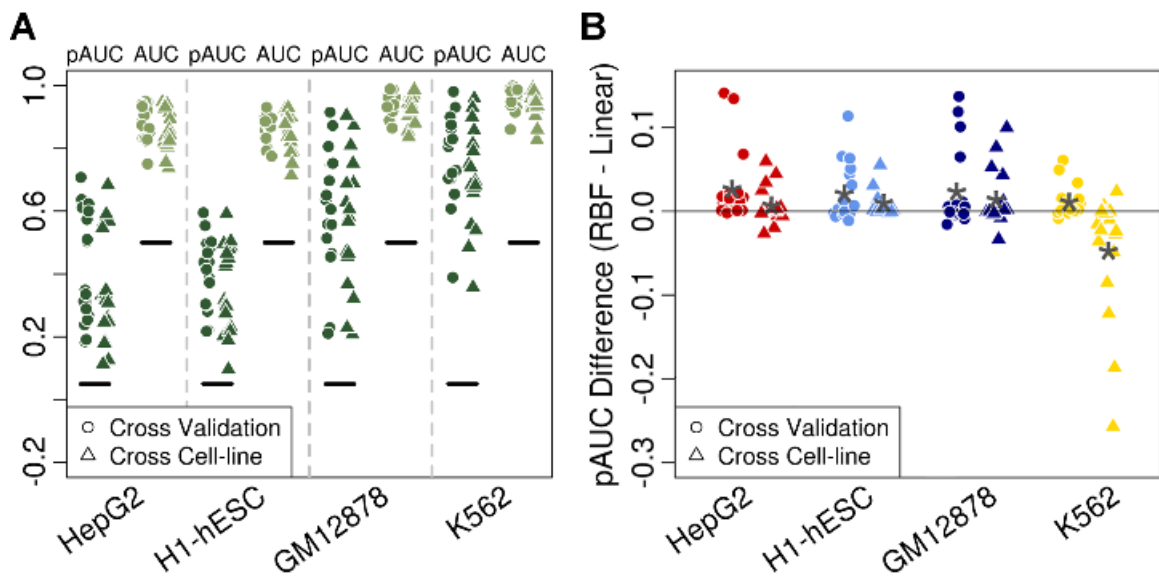 A
pAUC AUC pAUC AUC pAUC AUC pAUC AUC
1.0
0.6
0.2
-0.2
Cross Validation
Cross Cell-line
HepG2
H1-hESC
GM12878
K562
B
pAUC Difference (RBF - Linear)
0.1
0.0
-0.1
-0.2
-0.3
Cross Validation
Cross Cell-line
HepG2
H1-hESC
GM12878
K562